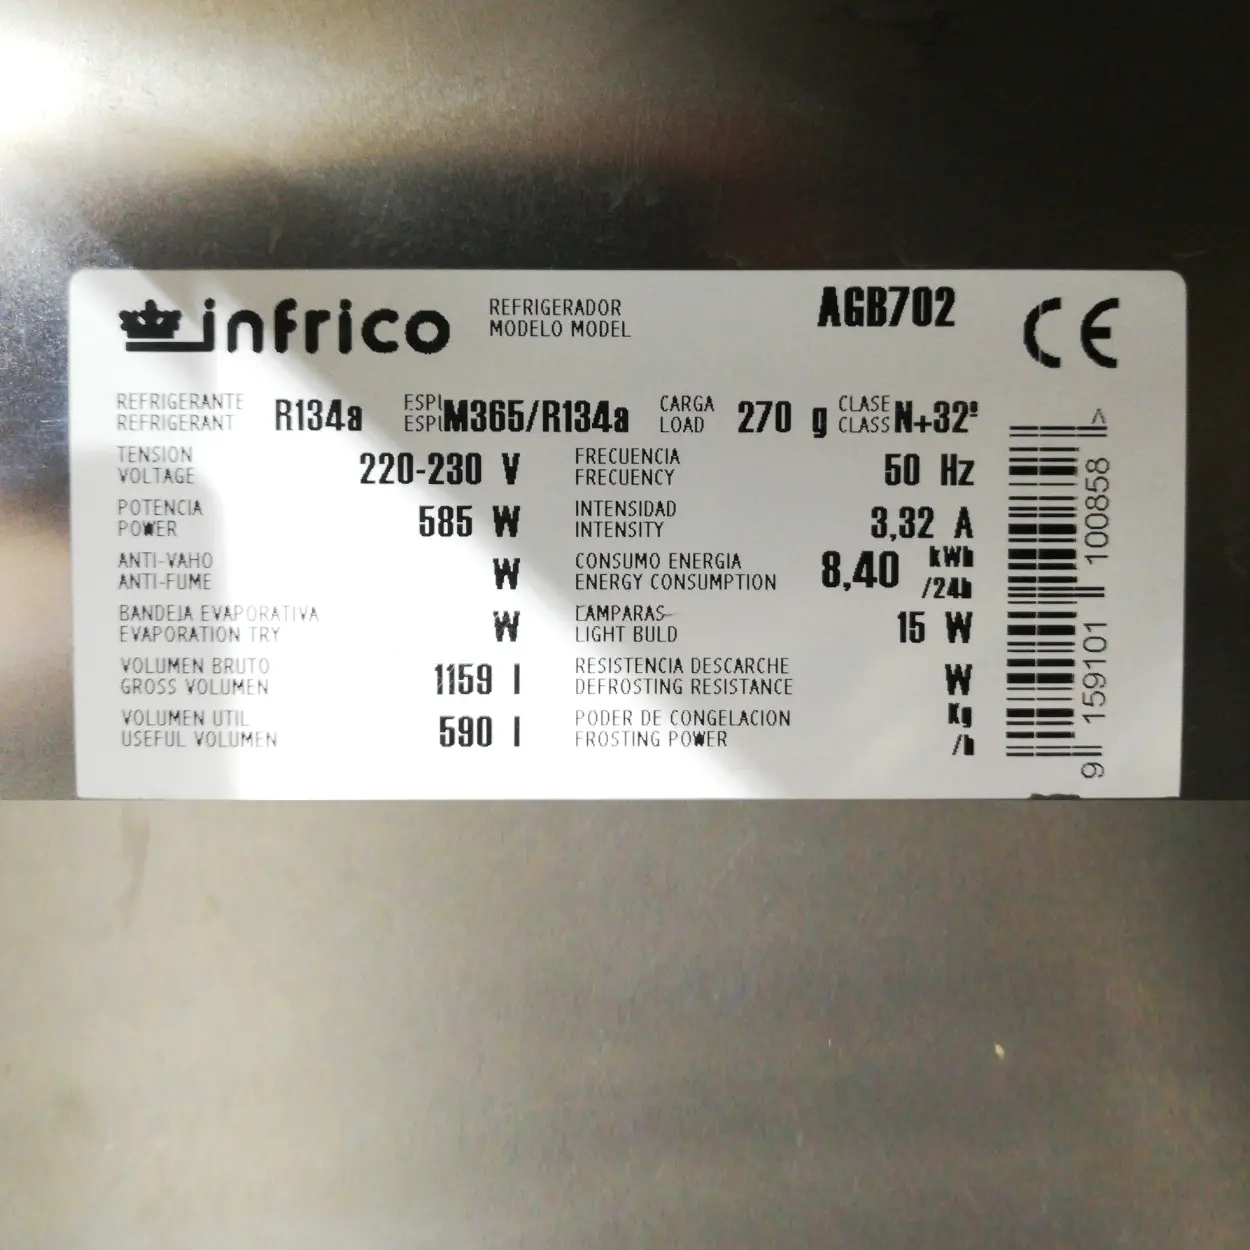 infrico REFRIGERADOR AGB702 CE
MODELO MODEL
REFRIGERANTE R134a ESPU M365/R134a CARGA 270 g CLASE N+32º
REFRIGERANT ESPU LOAD CLASS
TENSION 220-230 V FRECUENCIA 50 Hz
VOLTAGE FRECUENCY
POTENCIA 585 W INTENSIDAD 3,32 A
POWER INTENSITY
ANTI-VAHO W CONSUMO ENERGIA 8,40 kWh
ANTI-FUME ENERGY CONSUMPTION /24h
BANDEJA EVAPORATIVA W LAMPARAS 15 W
EVAPORATION TRY LIGHT BULD
VOLUMEN BRUTO 1159 l RESISTENCIA DESCARCHE W
GROSS VOLUMEN DEFROSTING RESISTANCE
VOLUMEN UTIL 590 l PODER DE CONGELACION Kg
USEFUL VOLUMEN FROSTING POWER /h
9 159101 100858 >